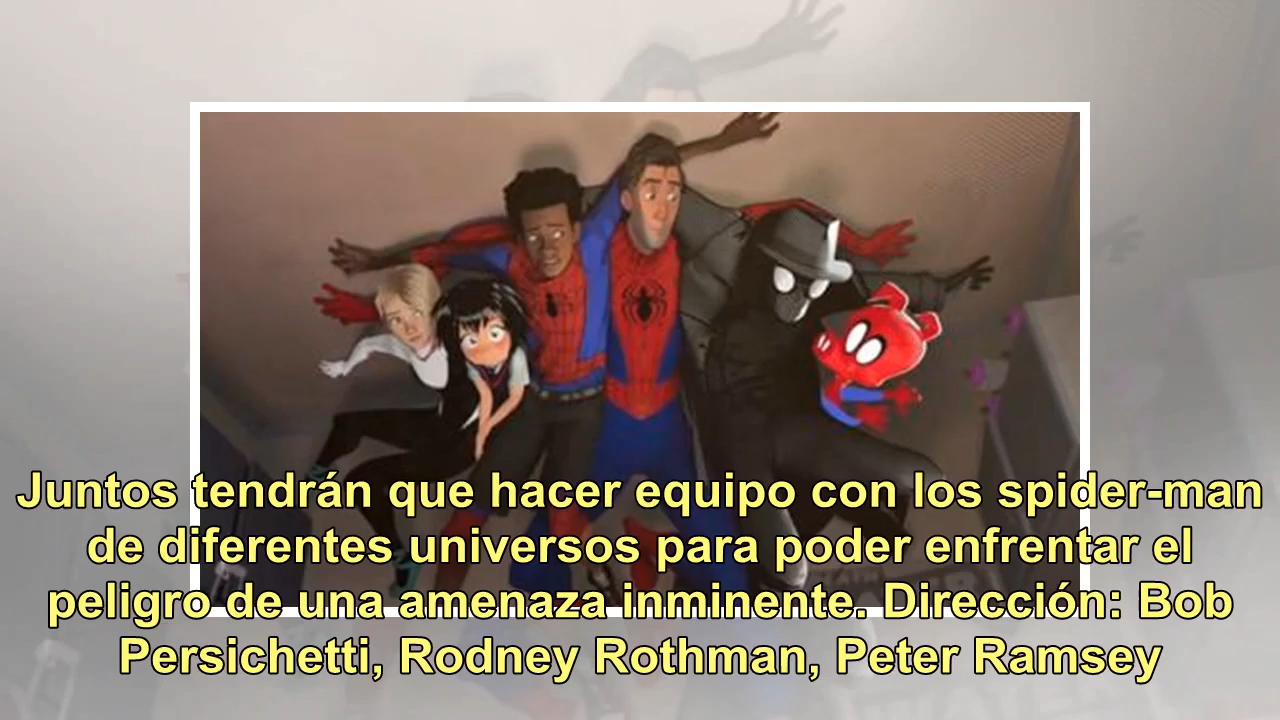 Juntos tendrán que hacer equipo con los spider-man
de diferentes universos para poder enfrentar el
peligro de una amenaza inminente. Dirección: Bob
Persichetti, Rodney Rothman, Peter Ramsey